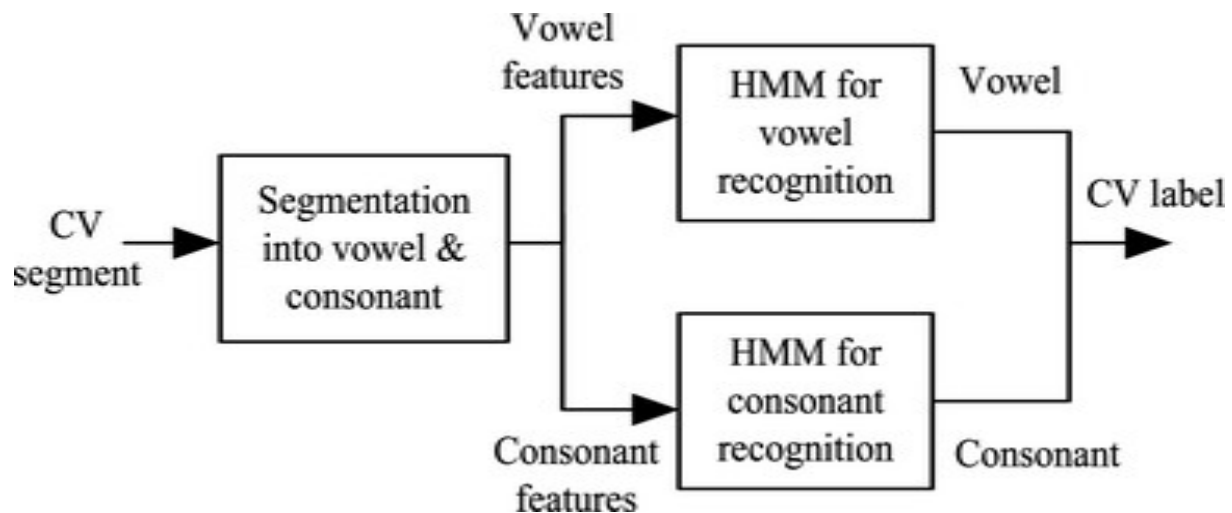 CV
segment
Segmentation
into vowel &
consonant
Vowel
features
HMM for
vowel
recognition
Vowel
Consonant
features
HMM for
consonant
recognition
Consonant
CV label